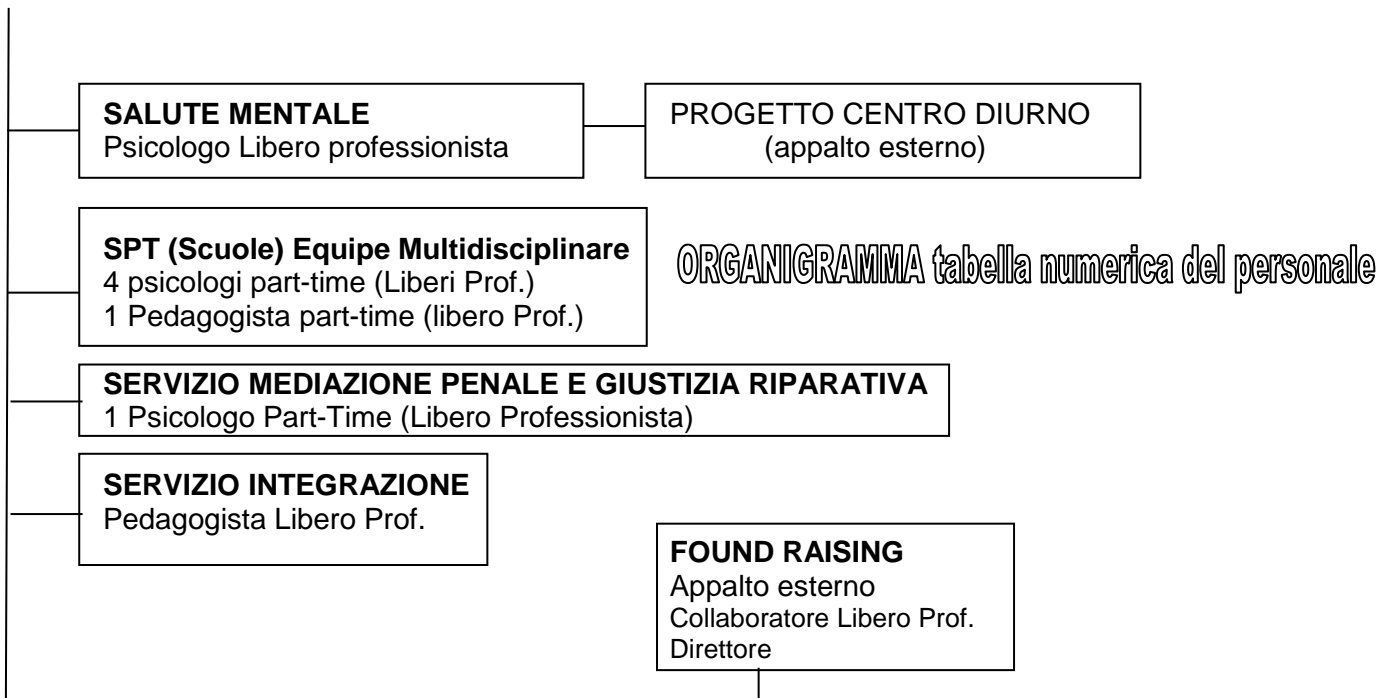 SALUTE MENTALE
Psicologo Libero professionista
PROGETTO CENTRO DIURNO
(appalto esterno)
SPT (Scuole) Equipe Multidisciplinare
4 psicologi part-time (Liberi Prof.)
1 Pedagogista part-time (libero Prof.)
ORGANIGRAMMA tabella numerica del personale
SERVIZIO MEDIAZIONE PENALE E GIUSTIZIA RIPARATIVA
1 Psicologo Part-Time (Libero Professionista)
SERVIZIO INTEGRAZIONE
Pedagogista Libero Prof.
FOUND RAISING
Appalto esterno
Collaboratore Libero Prof.
Direttore